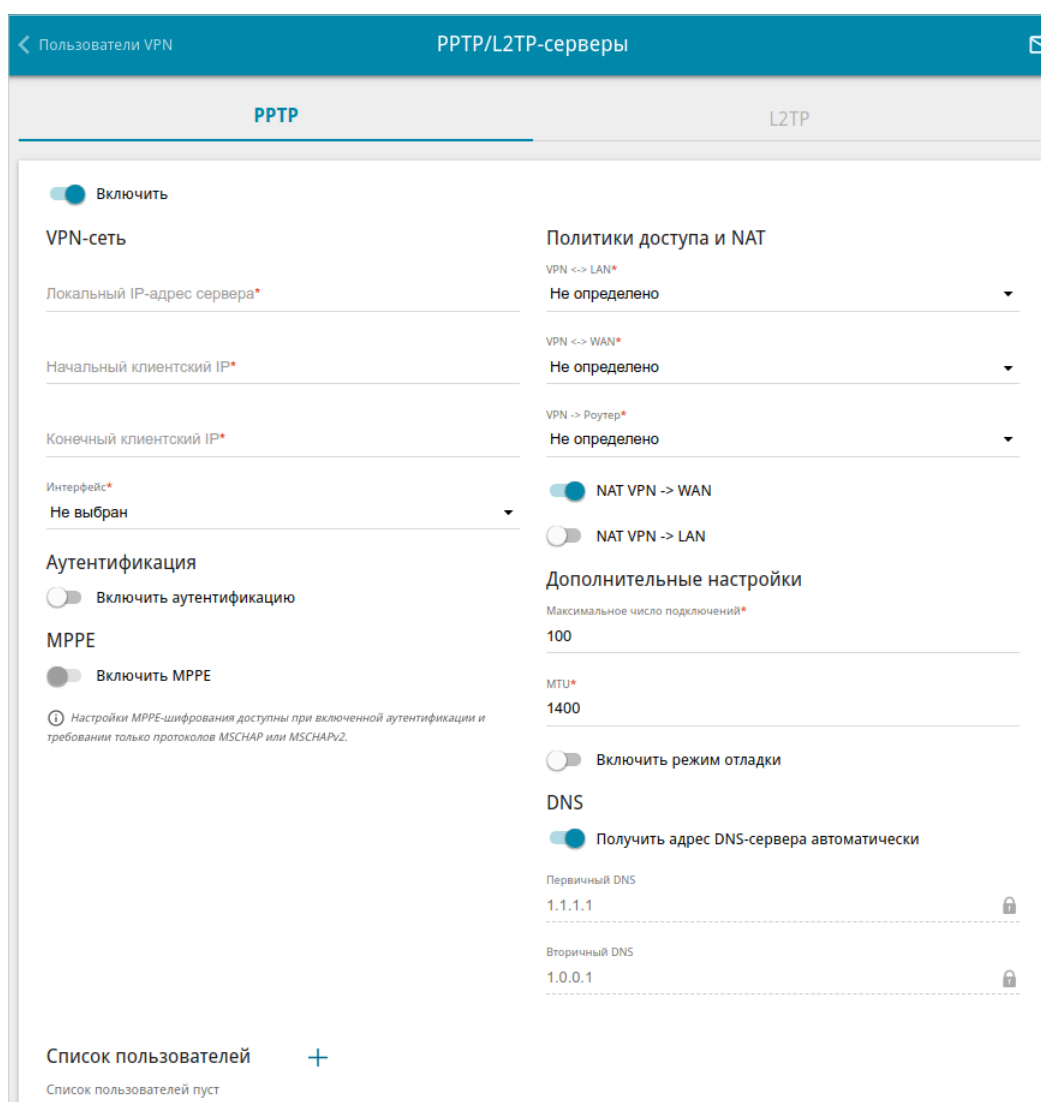 Пользователи VPN
PPTP/L2TP-серверы
PPTP
L2TP
Включить
VPN-сеть
Локальный IP-адрес сервера*
Начальный клиентский IP*
Конечный клиентский IP*
Интерфейс*
Не выбран
Аутентификация
Включить аутентификацию
MPPE
Включить MPPE
Настройки MPPE-шифрования доступны при включенной аутентификации и
требовании только протоколов MSCHAP или MSCHAPv2.
Политики доступа и NAT
VPN <-> LAN*
Не определено
VPN <-> WAN*
Не определено
VPN -> Роутер*
Не определено
NAT VPN -> WAN
NAT VPN -> LAN
Дополнительные настройки
Максимальное число подключений*
100
MTU*
1400
Включить режим отладки
DNS
Получить адрес DNS-сервера автоматически
Первичный DNS
1.1.1.1
Вторичный DNS
1.0.0.1
Список пользователей
Список пользователей пуст